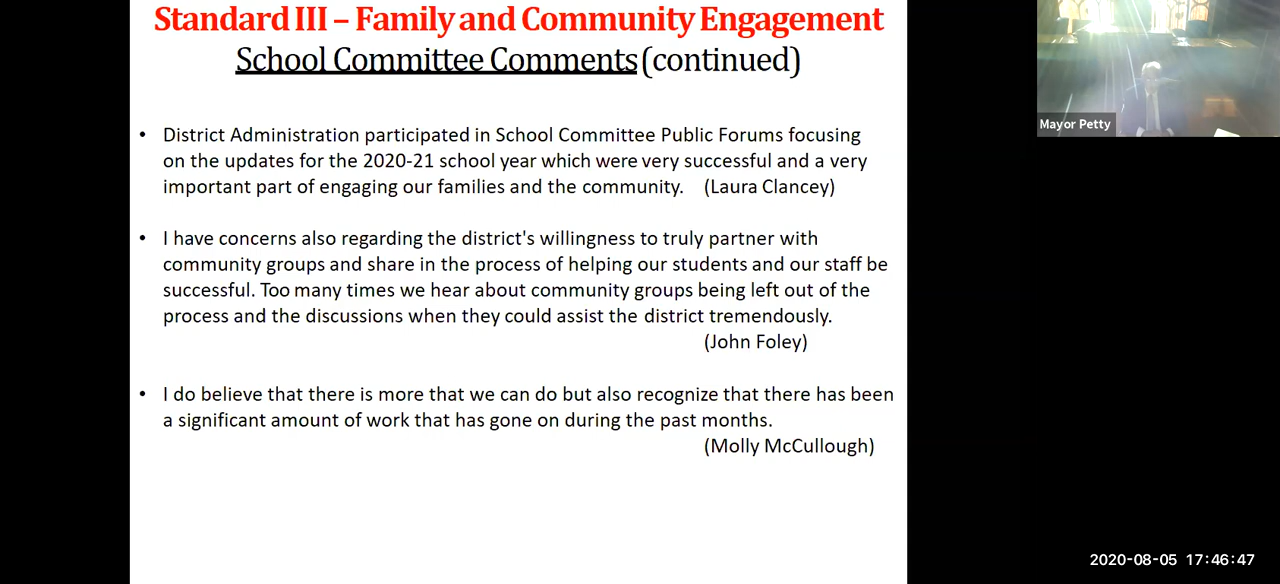 Standard III – Family and Community Engagement
School Committee Comments (continued)
• District Administration participated in School Committee Public Forums focusing
on the updates for the 2020-21 school year which were very successful and a very
important part of engaging our families and the community. (Laura Clancey)
• I have concerns also regarding the district's willingness to truly partner with
community groups and share in the process of helping our students and our staff be
successful. Too many times we hear about community groups being left out of the
process and the discussions when they could assist the district tremendously.
(John Foley)
• I do believe that there is more that we can do but also recognize that there has been
a significant amount of work that has gone on during the past months.
(Molly McCullough)
Mayor Petty
2020-08-05 17:46:47